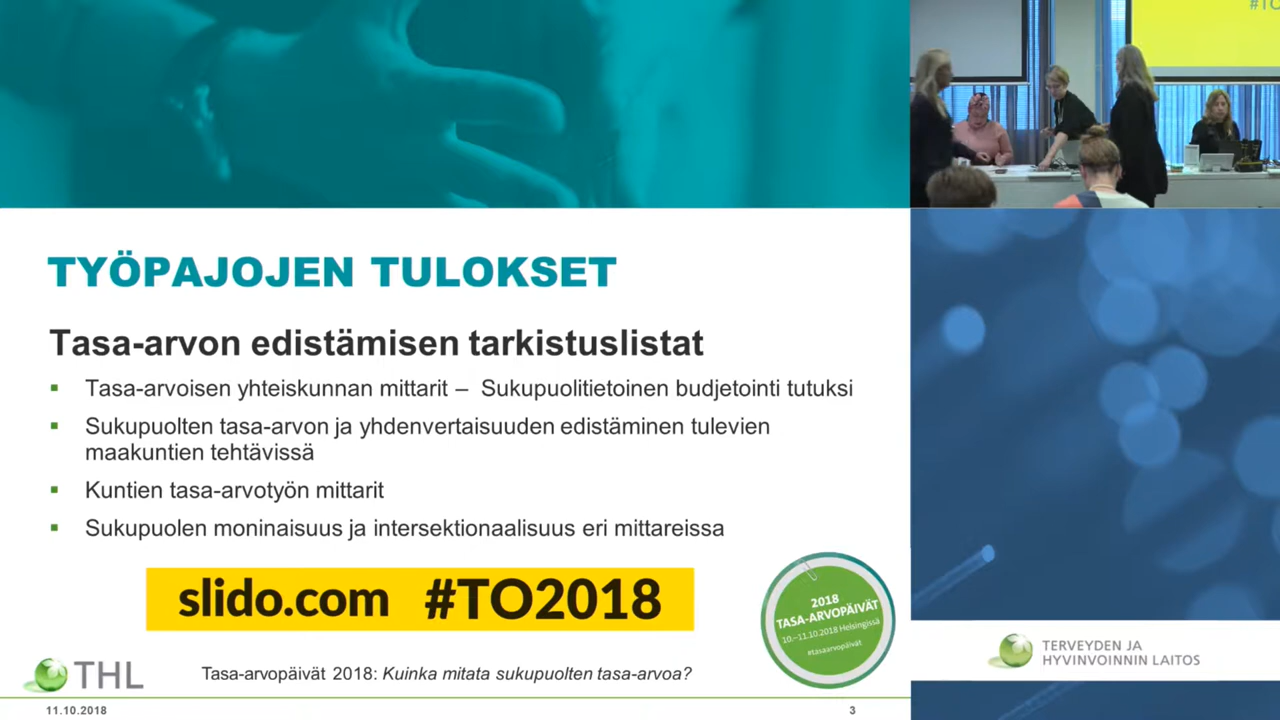 #TO
TYÖPAJOJEN TULOKSET
Tasa-arvon edistämisen tarkistuslistat
▪ Tasa-arvoisen yhteiskunnan mittarit – Sukupuolitietoinen budjetointi tutuksi
▪ Sukupuolten tasa-arvon ja yhdenvertaisuuden edistäminen tulevien
maakuntien tehtävissä
▪ Kuntien tasa-arvotyön mittarit
▪ Sukupuolen moninaisuus ja intersektionaalisuus eri mittareissa
slido.com #TO2018
2018
TASA-ARVOPÄIVÄT
10.–11.10.2018 Helsingissä
#tasaarvopäivät
TERVEYDEN JA
HYVINVOINNIN LAITOS
THL
Tasa-arvopäivät 2018: Kuinka mitata sukupuolten tasa-arvoa?
11.10.2018
3